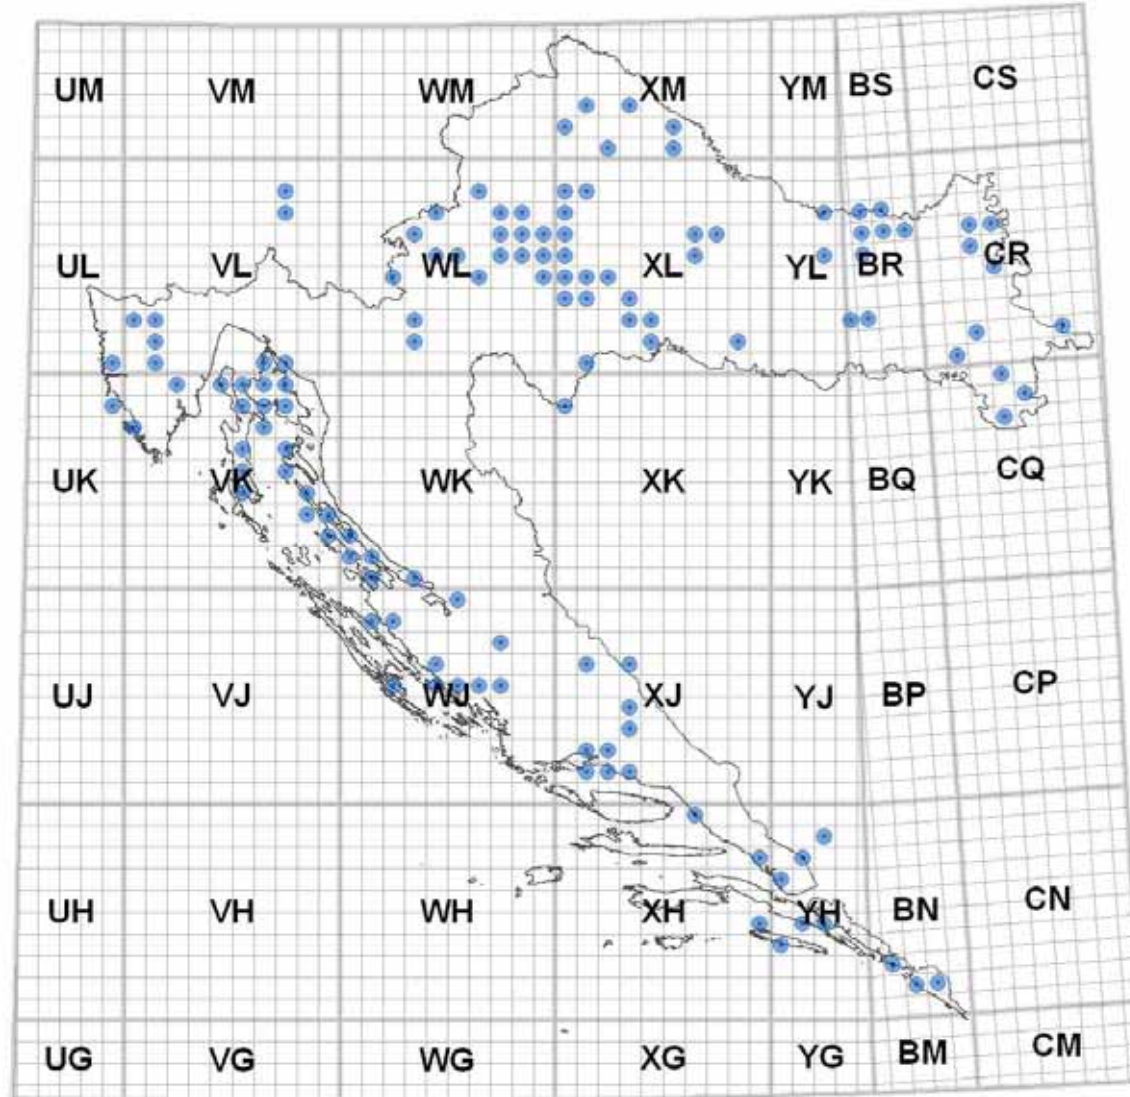 UM VM WM XM YM BS CS
UL VL WL XL YL BR CR
UK VK WK XK YK BQ CQ
UJ VJ WJ XJ YJ BP CP
UH VH WH XH YH BN CN
UG VG WG XG YG BM CM